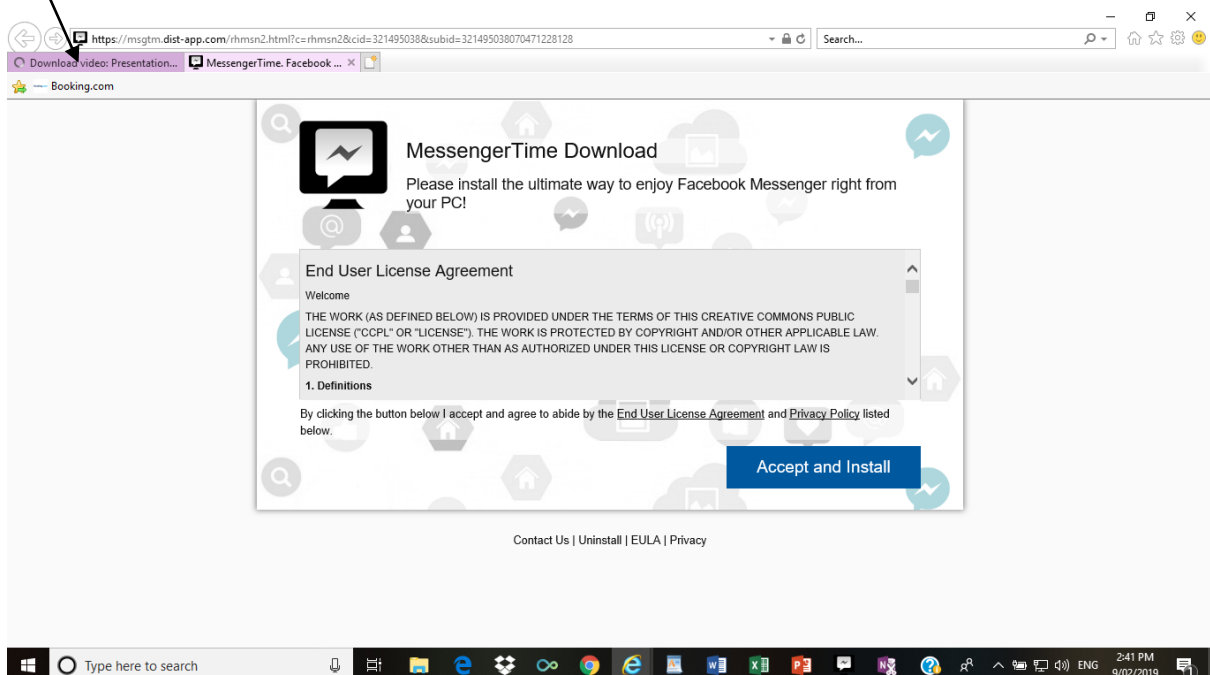 https://msgtm.dist-app.com/rhmsn2.html?c=rhmsn2&cid=321495038&subid=321495038070471228128
Search...
Download video: Presentation...
MessengerTime. Facebook ...
Booking.com
MessengerTime Download
Please install the ultimate way to enjoy Facebook Messenger right from
your PC!
End User License Agreement
Welcome
THE WORK (AS DEFINED BELOW) IS PROVIDED UNDER THE TERMS OF THIS CREATIVE COMMONS PUBLIC
LICENSE ("CCPL" OR "LICENSE"). THE WORK IS PROTECTED BY COPYRIGHT AND/OR OTHER APPLICABLE LAW.
ANY USE OF THE WORK OTHER THAN AS AUTHORIZED UNDER THIS LICENSE OR COPYRIGHT LAW IS
PROHIBITED.
1. Definitions
By clicking the button below I accept and agree to abide by the End User License Agreement and Privacy Policy listed
below.
Accept and Install
Contact Us | Uninstall | EULA | Privacy
Type here to search
ENG
2:41 PM
9/02/2019